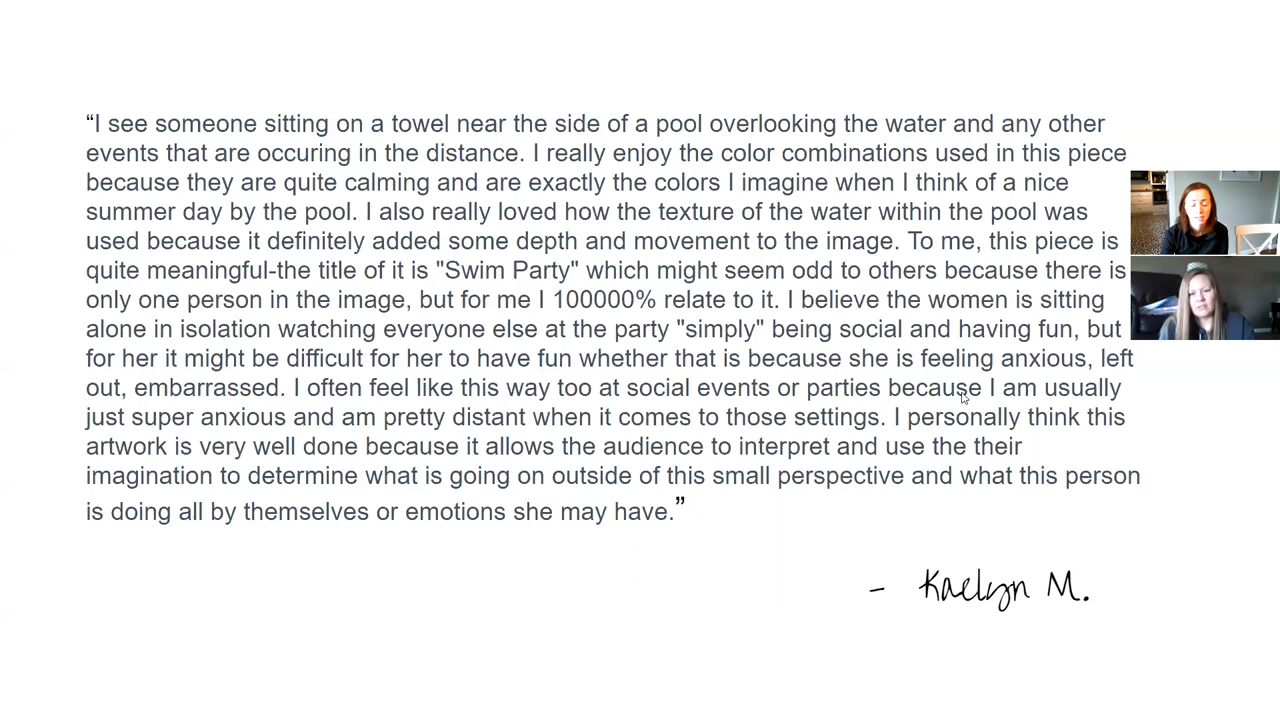 “I see someone sitting on a towel near the side of a pool overlooking the water and any other
events that are occuring in the distance. I really enjoy the color combinations used in this piece
because they are quite calming and are exactly the colors I imagine when I think of a nice
summer day by the pool. I also really loved how the texture of the water within the pool was
used because it definitely added some depth and movement to the image. To me, this piece is
quite meaningful-the title of it is "Swim Party" which might seem odd to others because there is
only one person in the image, but for me I 100000% relate to it. I believe the women is sitting
alone in isolation watching everyone else at the party "simply" being social and having fun, but
for her it might be difficult for her to have fun whether that is because she is feeling anxious, left
out, embarrassed. I often feel like this way too at social events or parties because I am usually
just super anxious and am pretty distant when it comes to those settings. I personally think this
artwork is very well done because it allows the audience to interpret and use the their
imagination to determine what is going on outside of this small perspective and what this person
is doing all by themselves or emotions she may have.”
- Kaelyn M.